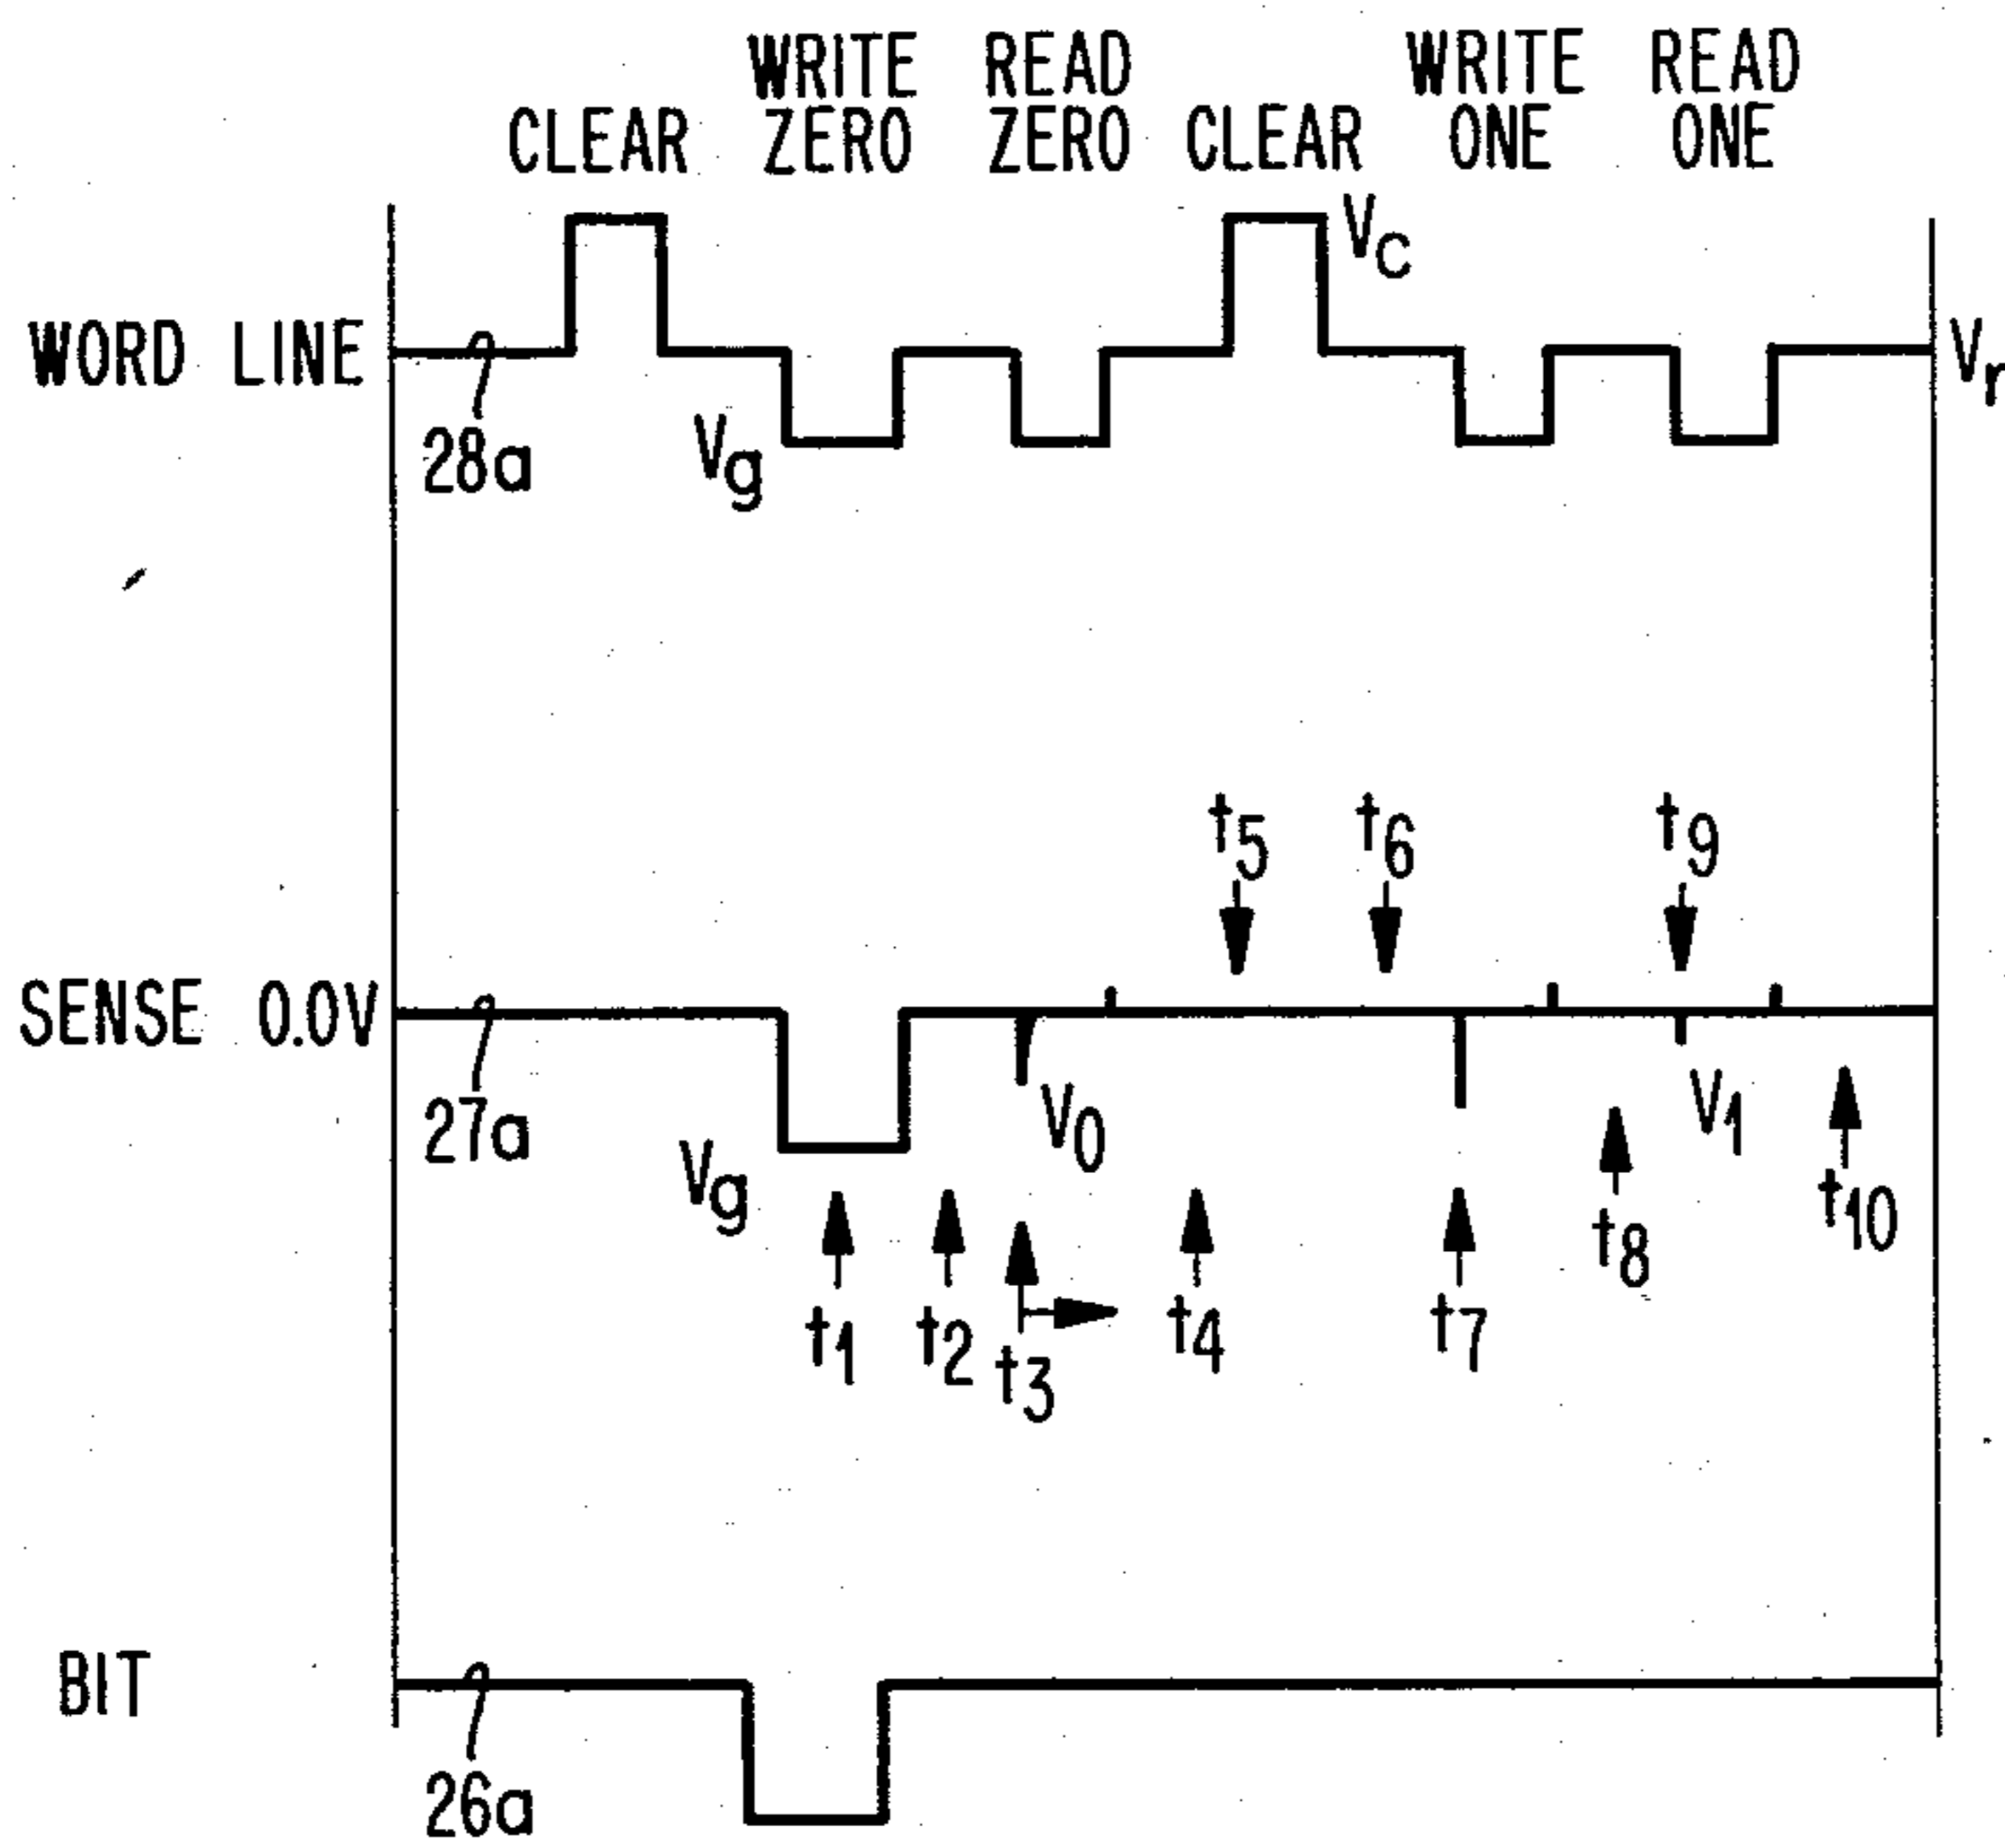 WRITE READ WRITE READ
CLEAR ZERO ZERO CLEAR ONE ONE
Vc
WORD LINE Vr
28a Vg
t5 t6 t9
SENSE 0.0V
27a Vg V0 V1
t1 t2 t3 t4 t7 t8 t10
BIT
26a